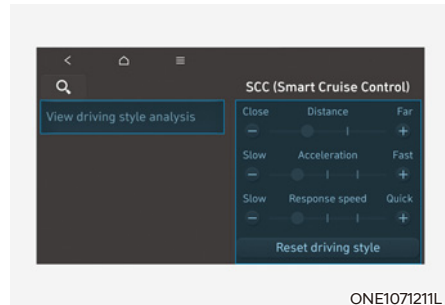 SCC (Smart Cruise Control)
View driving style analysis
Close Distance Far
Slow Acceleration Fast
Slow Response speed Quick
Reset driving style
ONE1071211L